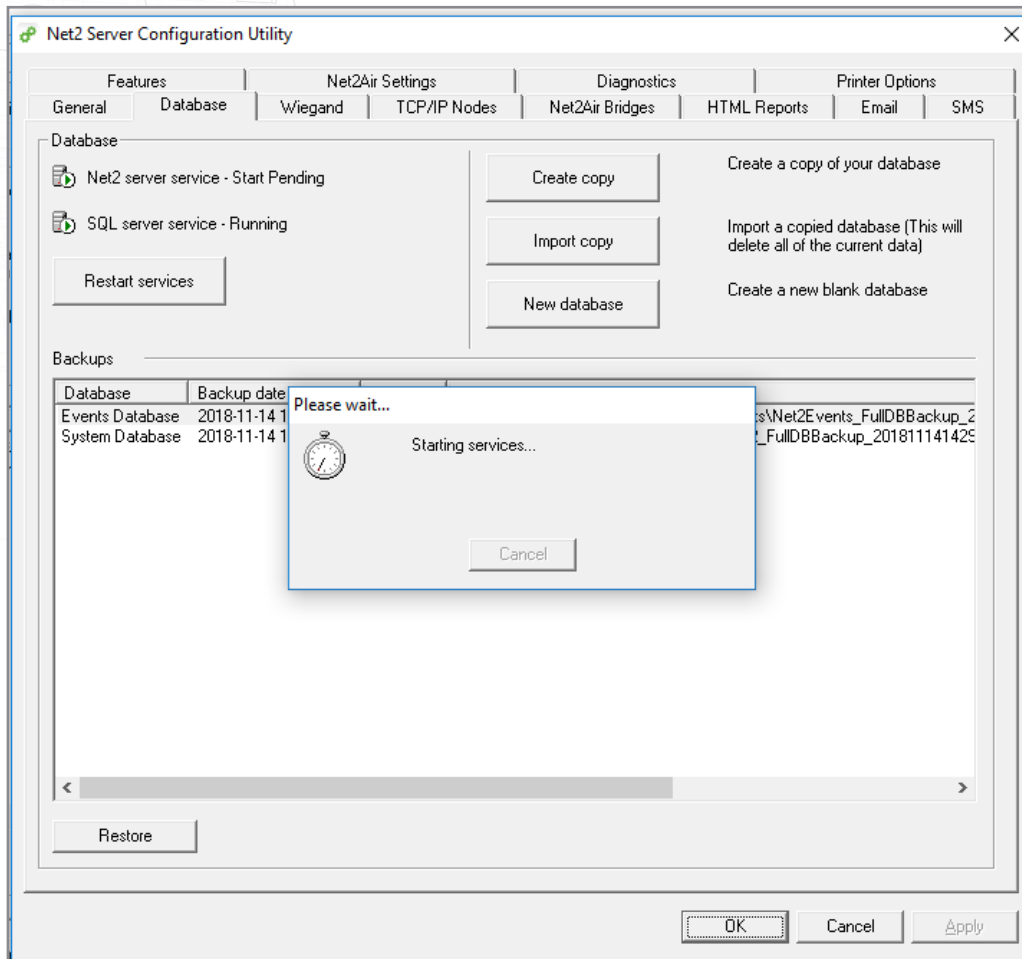 Net2 Server Configuration Utility
Features Net2Air Settings Diagnostics Printer Options
General Database Wiegand TCP/IP Nodes Net2Air Bridges HTML Reports Email SMS
Database
Net2 server service - Start Pending
SQL server service - Running
Restart services
Create copy
Create a copy of your database
Import copy
Import a copied database (This will
delete all of the current data)
New database
Create a new blank database
Backups
Database Backup date
Events Database 2018-11-14 1 ts\Net2Events_FullDBBackup_2
System Database 2018-11-14 1 2_FullDBBackup_201811141429
Please wait...
Starting services...
Cancel
Restore
OK Cancel Apply